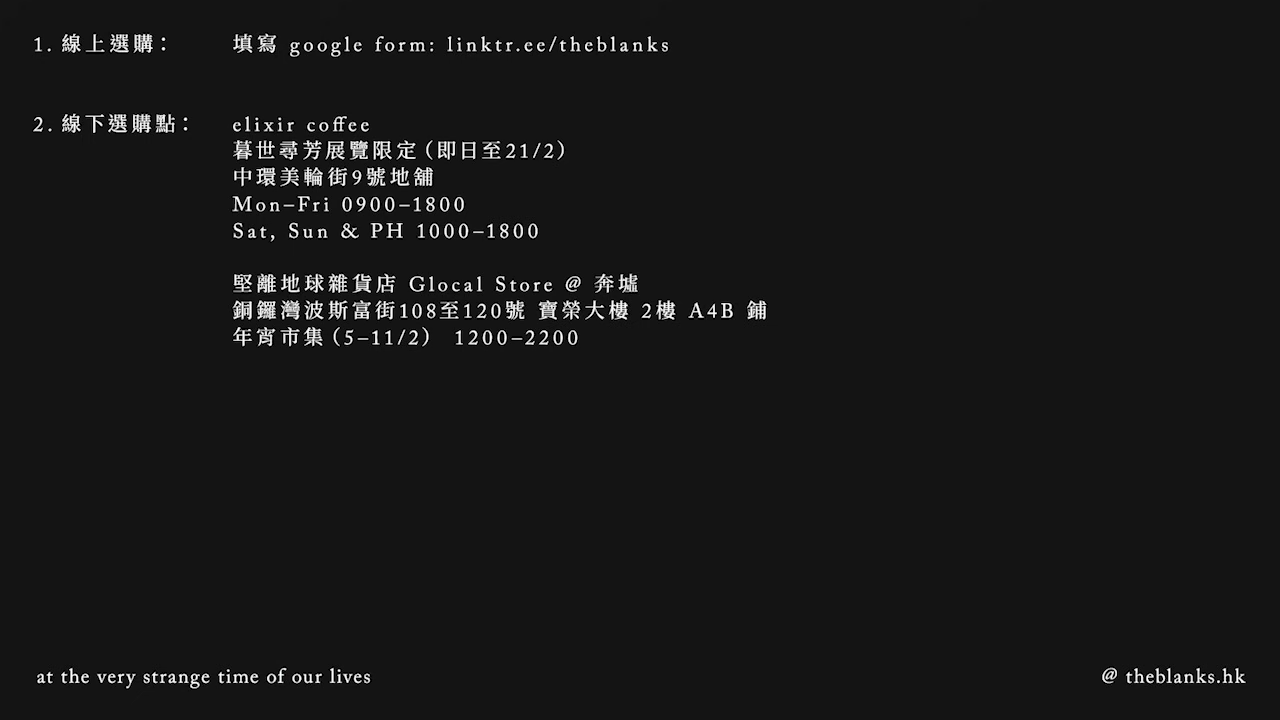 1. 線上選購： 填寫 google form: linktr.ee/theblanks
2. 線下選購點： elixir coffee
暮世尋芳展覽限定（即日至21/2）
中環美輪街9號地舖
Mon–Fri 0900–1800
Sat, Sun & PH 1000–1800
堅離地球雜貨店 Glocal Store @ 奔墟
銅鑼灣波斯富街108至120號 寶榮大樓 2樓 A4B 鋪
年宵市集（5–11/2） 1200–2200
at the very strange time of our lives
@ theblanks.hk